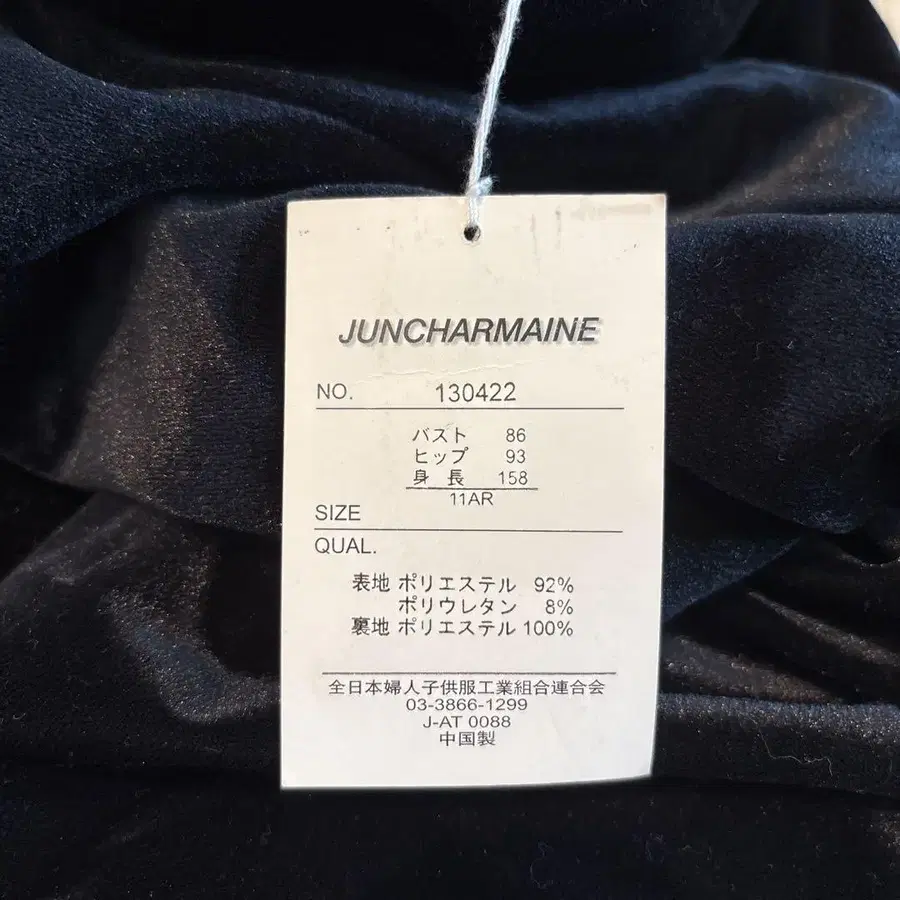 JUNCHARMAINE
NO. 130422
バスト 86
ヒップ 93
身長 158
11AR
SIZE
QUAL.
表地 ポリエステル 92%
ポリウレタン 8%
裏地 ポリエステル 100%
全日本婦人子供服工業組合連合会
03-3866-1299
J-AT 0088
中国製